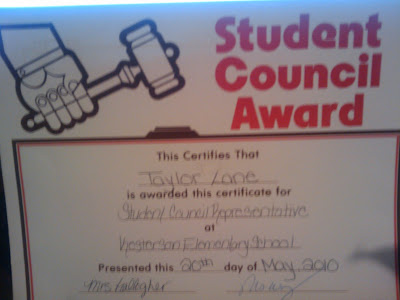 Student
Council
Award
This Certifies That
Taylor Lane
is awarded this certificate for
Student Council Representative
at
Kesterson Elementary School
Presented this 20th day of May, 2010
Mrs. Gallagher